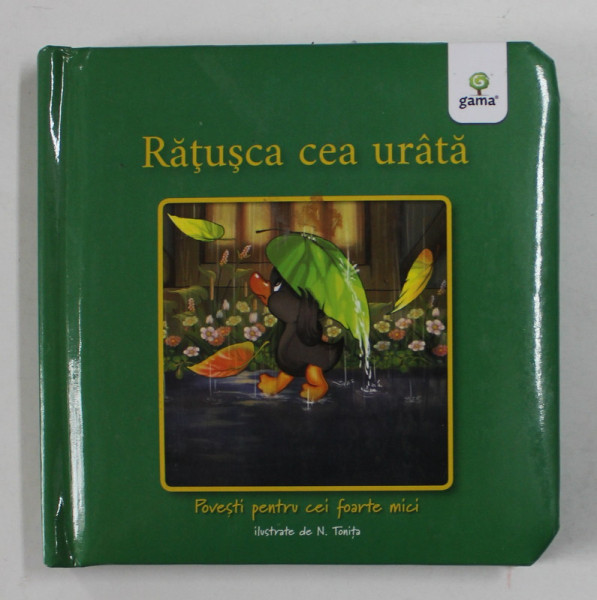 gama®
Rățușca cea urâtă
Povești pentru cei foarte mici
ilustrate de N. Tonița